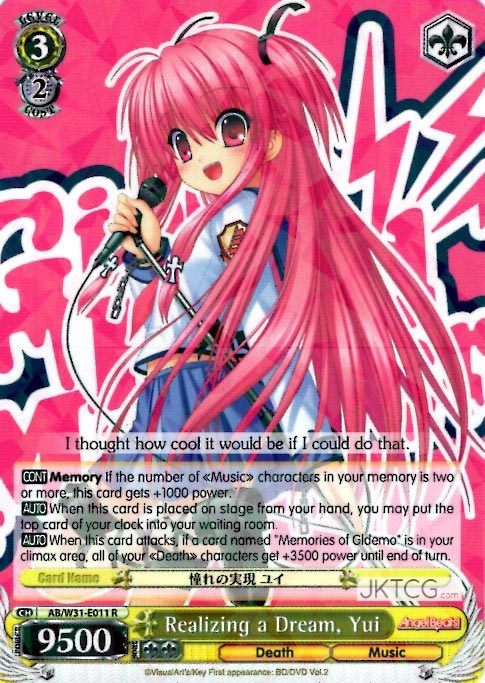 LEVEL
3
2
COST
I thought how cool it would be if I could do that.
CONT Memory If the number of «Music» characters in your memory is two
or more, this card gets +1000 power.
AUTO When this card is placed on stage from your hand, you may put the
top card of your clock into your waiting room.
AUTO When this card attacks, if a card named "Memories of GIdemo" is in your
climax area, all of your «Death» characters get +3500 power until end of turn.
Card Name
憧れの実現 ユイ
JKTCG.com
CH
AB/W31-E011 R
POWER
9500
Realizing a Dream, Yui
Angel Beats!
Death
Music
©VisualArt's/Key First appearance: BD/DVD Vol.2